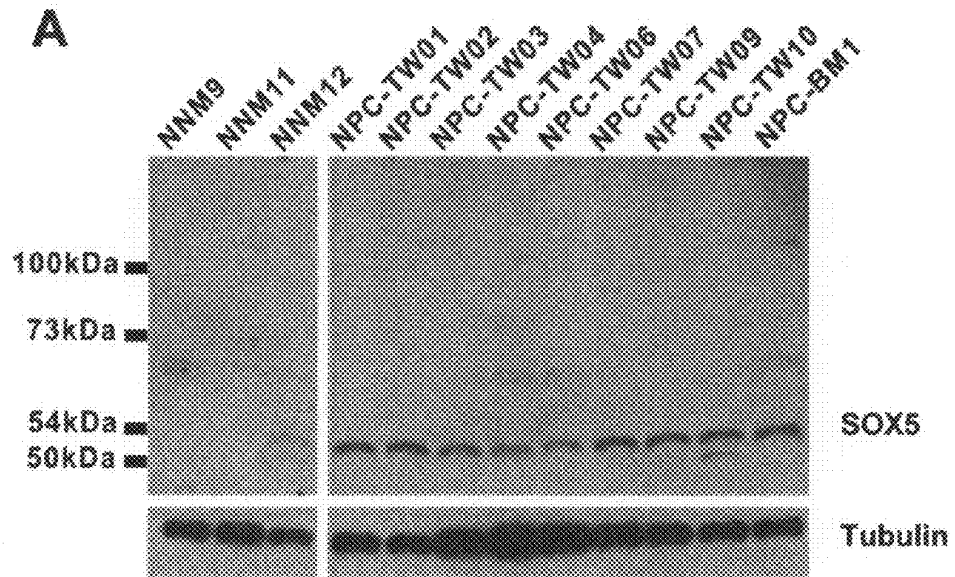 A
NNM9
NNM11
NNM12
NPC-TW01
NPC-TW02
NPC-TW03
NPC-TW04
NPC-TW06
NPC-TW07
NPC-TW09
NPC-TW10
NPC-BM1
100kDa
73kDa
54kDa
50kDa
SOX5
Tubulin